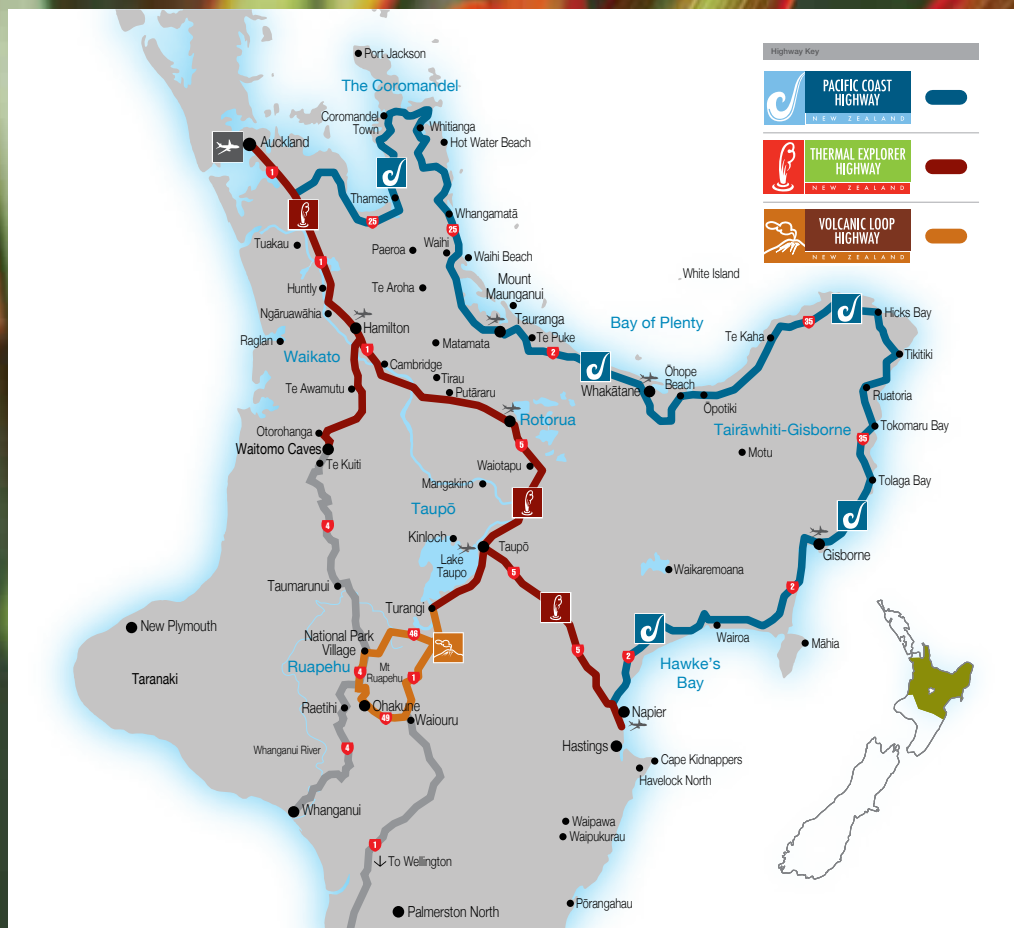 Port Jackson
The Coromandel
Coromandel
Town
Whitianga
Hot Water Beach
Auckland
1
Thames
25
Whangamatā
25
Tuakau
Paeroa
Waihi
Waihi Beach
1
Mount
Maunganui
White Island
Huntly
Te Aroha
Ngāruawāhia
Hamilton
Tauranga
Bay of Plenty
Te Puke
Te Kaha
35
Hicks Bay
Raglan
Waikato
1
Matamata
2
Tikitiki
Cambridge
Tirau
Putāraru
Te Awamutu
Whakātane
Ōhope
Beach
Ōpotiki
Ruatoria
Rotorua
Otorohanga
Waitomo Caves
Te Kuiti
5
Tairāwhiti-Gisborne
Tokomaru Bay
35
Motu
Waiotapu
Mangakino
Tolaga Bay
Taupō
4
Kinloch
Lake
Taupo
Taupō
Gisborne
5
Waikaremoana
Taumarunui
2
Turangi
New Plymouth
National Park
Village
46
Wairoa
Māhia
Ruapehu
Mt
Ruapehu
4
1
5
2
Hawke's
Bay
Taranaki
Raetihi
Ohakune
49
Waiouru
Napier
Whanganui River
4
Hastings
Cape Kidnappers
Havelock North
Whanganui
Waipawa
Waipukurau
1
To Wellington
Pōrangahau
Palmerston North
Highway Key
PACIFIC COAST
HIGHWAY
NEW ZEALAND
THERMAL EXPLORER
HIGHWAY
NEW ZEALAND
VOLCANIC LOOP
HIGHWAY
NEW ZEALAND